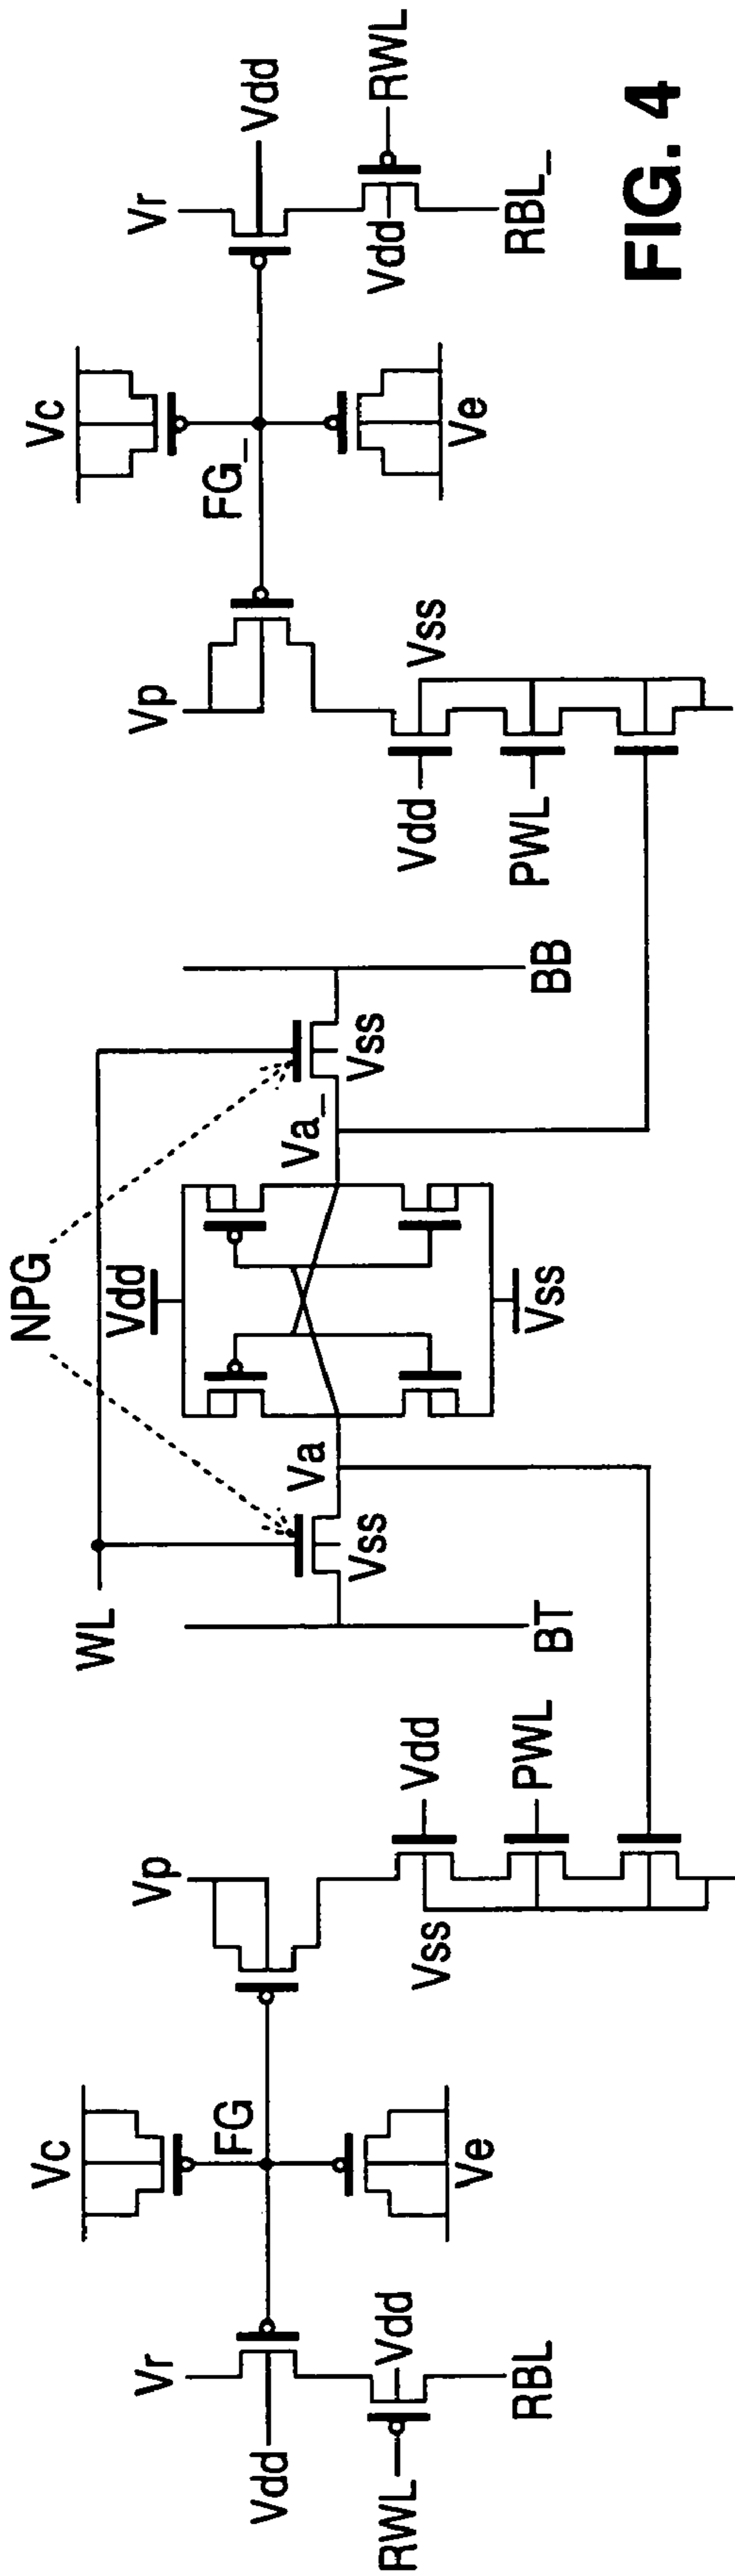 NPG
WL
Vc
Vp
Vdd
Vp
Vc
Vr
Vr
FG
Va
Va_
FG_
Vdd
Vdd
Vdd
Vss
Vss
Vdd
Vss
Vdd
Vdd
RWL
RWL
RBL
Ve
Vss
PWL
BT
BB
PWL
Ve
RBL_
FIG. 4